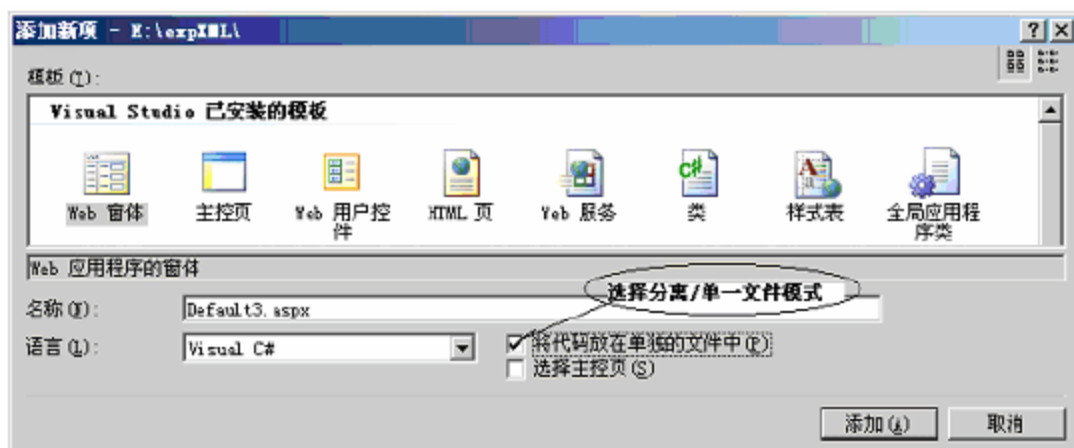 添加新项 - E:\expXML\
模板(T):
Visual Studio 已安装的模板
Web 窗体 主控页 Web 用户控件 HTML 页 Web 服务 类 样式表 全局应用程序类
Web 应用程序的窗体
选择分离/单一文件模式
名称(N): Default3.aspx
语言(L): Visual C# 将代码放在单独的文件中(P)
选择主控页(S)
添加(A) 取消